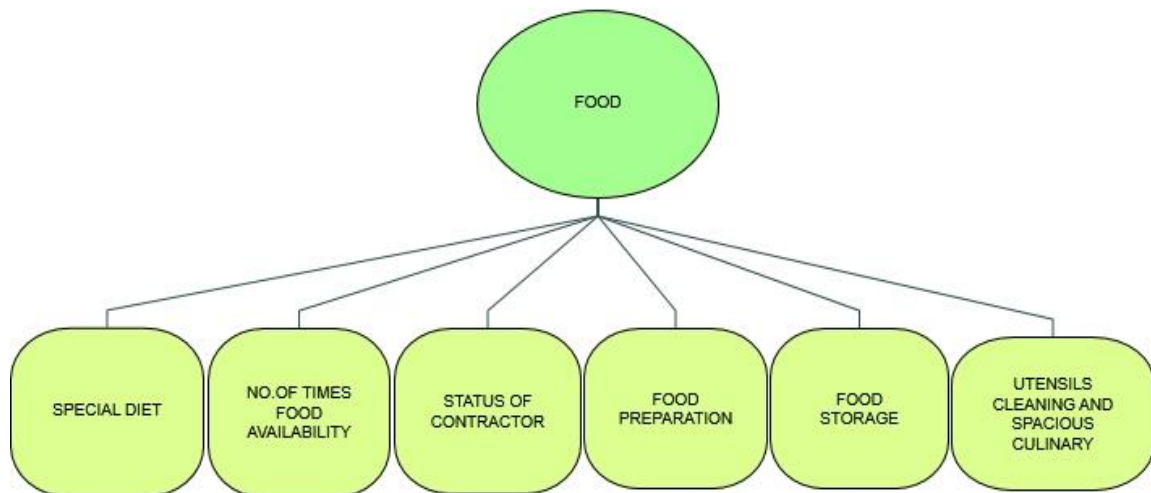 FOOD
SPECIAL DIET
NO.OF TIMES
FOOD
AVAILABILITY
STATUS OF
CONTRACTOR
FOOD
PREPARATION
FOOD
STORAGE
UTENSILS
CLEANING AND
SPACIOUS
CULINARY